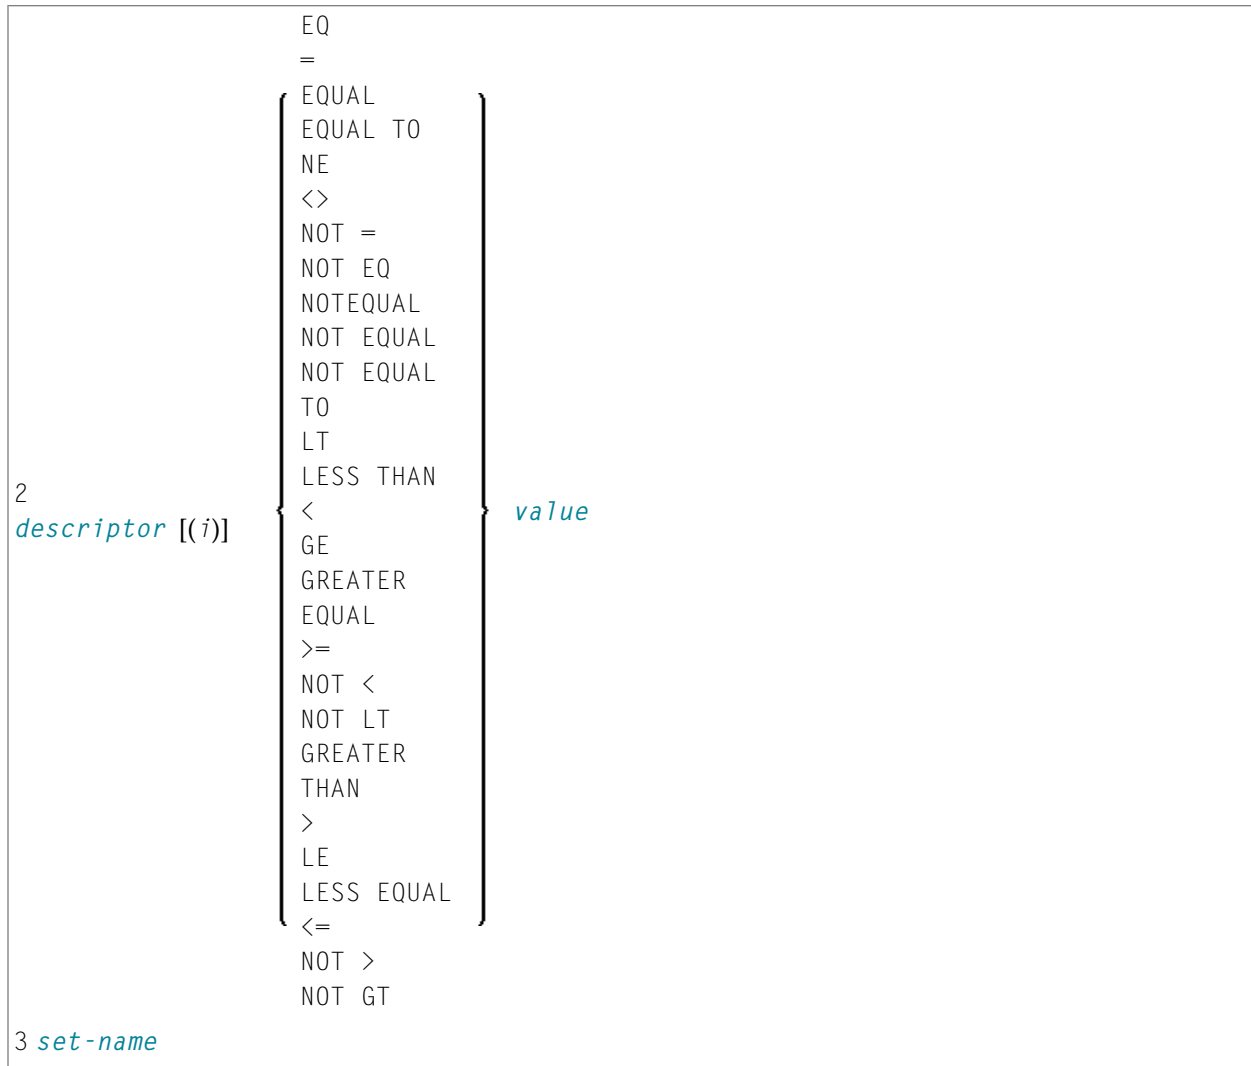 EQ
=
EQUAL
EQUAL TO
NE
<>
NOT =
NOT EQ
NOTEQUAL
NOT EQUAL
NOT EQUAL
TO
LT
LESS THAN
<
GE
GREATER
EQUAL
>=
NOT <
NOT LT
GREATER
THAN
>
LE
LESS EQUAL
<=
NOT >
NOT GT
2
descriptor [(i)]
value
3 set-name